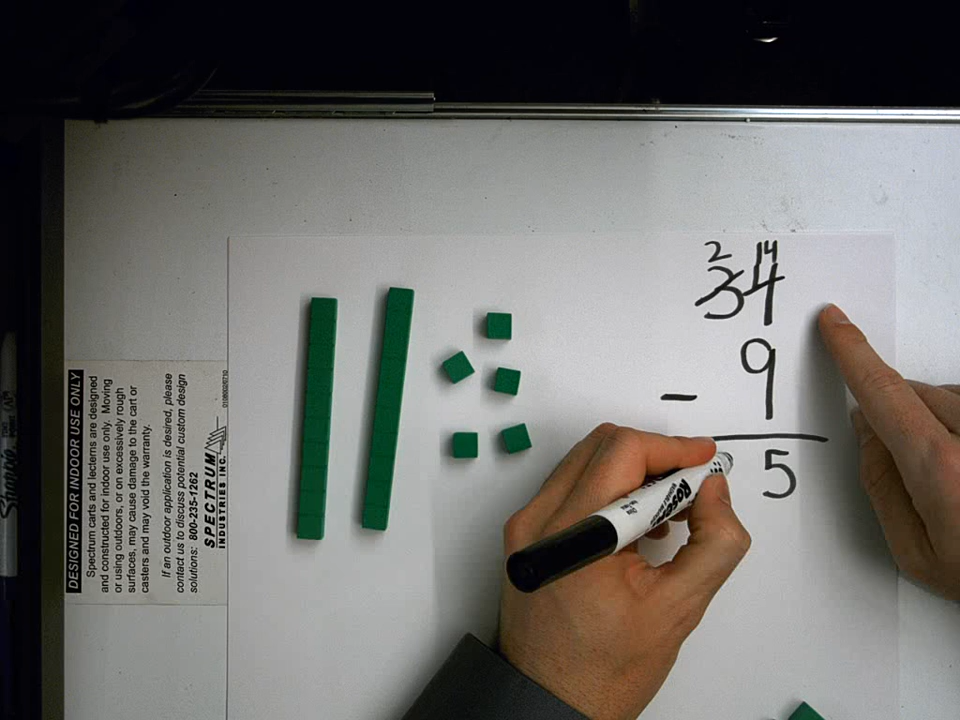 2 14
34
9
-
5
DESIGNED FOR INDOOR USE ONLY
Spectrum carts and lecterns are designed
and constructed for indoor use only. Moving
or using outdoors, or on excessively rough
surfaces, may cause damage to the cart or
casters and may void the warranty.
If an outdoor application is desired, please
contact us to discuss potential custom design
solutions: 800-235-1262
SPECTRUM
INDUSTRIES INC.
Sharpie
Rose